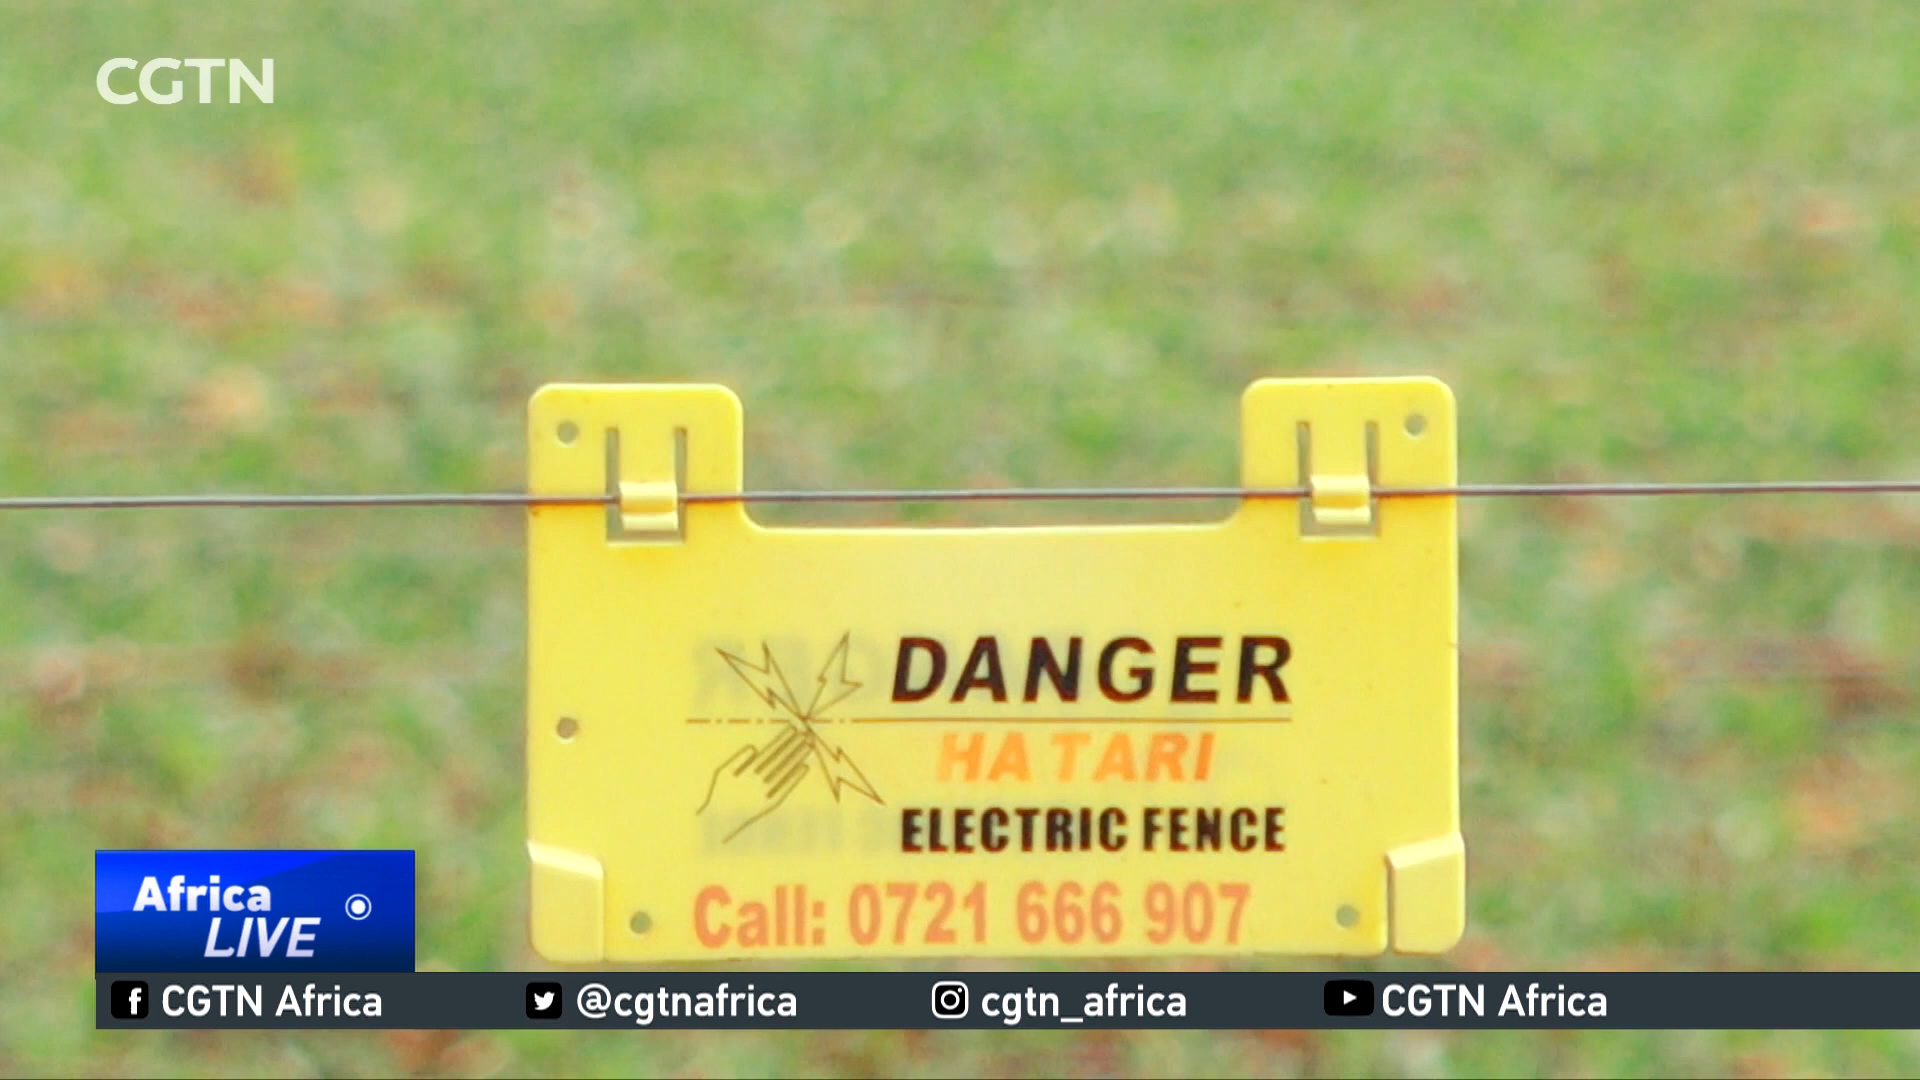 CGTN
DANGER
HATARI
ELECTRIC FENCE
Call: 0721 666 907
Africa
LIVE
CGTN Africa
@cgtnafrica
cgtn_africa
CGTN Africa